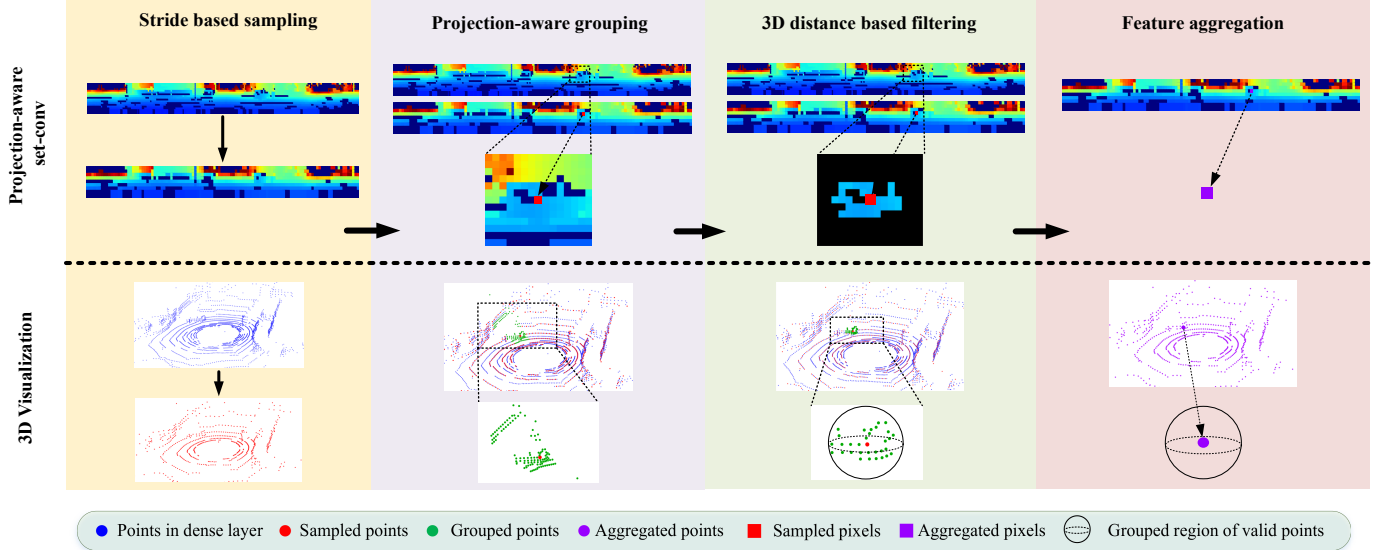 Stride based sampling
Projection-aware grouping
3D distance based filtering
Feature aggregation
Projection-aware
set-conv
3D Visualization
Points in dense layer
Sampled points
Grouped points
Aggregated points
Sampled pixels
Aggregated pixels
Grouped region of valid points